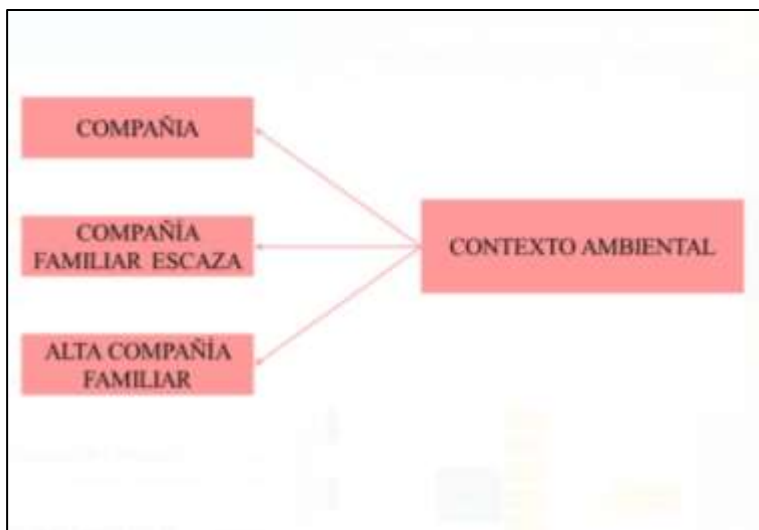 COMPAÑIA
COMPAÑÍA
FAMILIAR ESCAZA
ALTA COMPAÑÍA
FAMILIAR
CONTEXTO AMBIENTAL